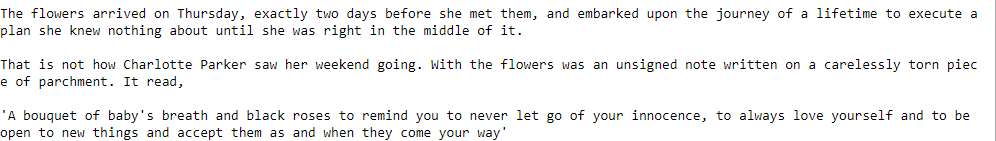 The flowers arrived on Thursday, exactly two days before she met them, and embarked upon the journey of a lifetime to execute a
plan she knew nothing about until she was right in the middle of it.
That is not how Charlotte Parker saw her weekend going. With the flowers was an unsigned note written on a carelessly torn piec
e of parchment. It read,
'A bouquet of baby's breath and black roses to remind you to never let go of your innocence, to always love yourself and to be
open to new things and accept them as and when they come your way'